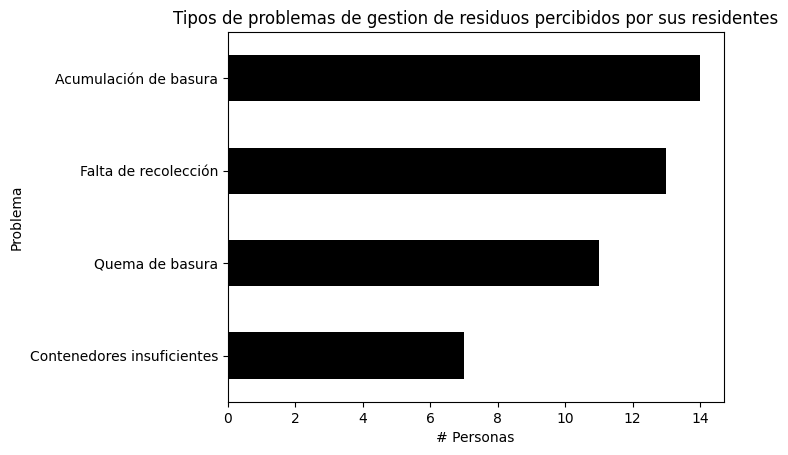 Tipos de problemas de gestion de residuos percibidos por sus residentes
Problema
Acumulación de basura
Falta de recolección
Quema de basura
Contenedores insuficientes
0 2 4 6 8 10 12 14
# Personas